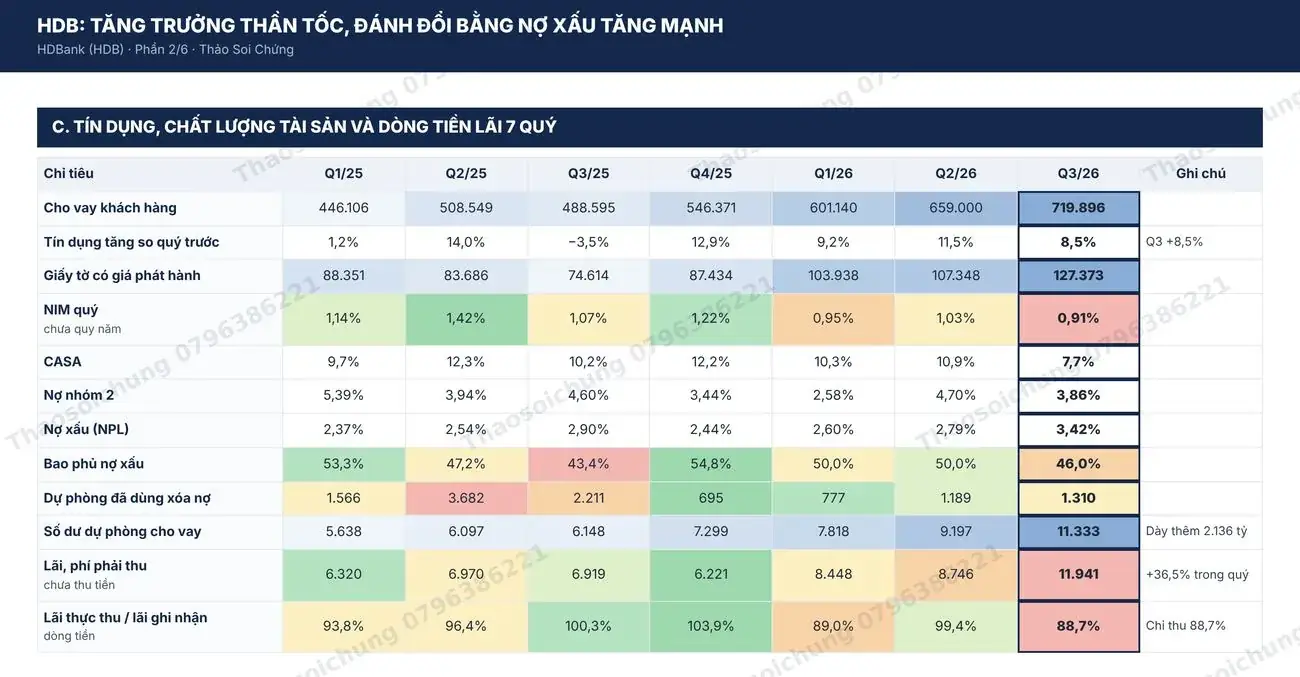 HDB: TĂNG TRƯỞNG THẦN TỐC, ĐÁNH ĐỔI BẰNG NỢ XẤU TĂNG MẠNH
HDBank (HDB) · Phần 2/6 · Thảo Soi Chứng
C. TÍN DỤNG, CHẤT LƯỢNG TÀI SẢN VÀ DÒNG TIỀN LÃI 7 QUÝ
Chỉ tiêu Q1/25 Q2/25 Q3/25 Q4/25 Q1/26 Q2/26 Q3/26 Ghi chú
Cho vay khách hàng 446.106 508.549 488.595 546.371 601.140 659.000 719.896
Tín dụng tăng so quý trước 1,2% 14,0% −3,5% 12,9% 9,2% 11,5% 8,5% Q3 +8,5%
Giấy tờ có giá phát hành 88.351 83.686 74.614 87.434 103.938 107.348 127.373
NIM quý 1,14% 1,42% 1,07% 1,22% 0,95% 1,03% 0,91%
chưa quy năm
CASA 9,7% 12,3% 10,2% 12,2% 10,3% 10,9% 7,7%
Nợ nhóm 2 5,39% 3,94% 4,60% 3,44% 2,58% 4,70% 3,86%
Nợ xấu (NPL) 2,37% 2,54% 2,90% 2,44% 2,60% 2,79% 3,42%
Bao phủ nợ xấu 53,3% 47,2% 43,4% 54,8% 50,0% 50,0% 46,0%
Dự phòng đã dùng xóa nợ 1.566 3.682 2.211 695 777 1.189 1.310
Số dư dự phòng cho vay 5.638 6.097 6.148 7.299 7.818 9.197 11.333 Dày thêm 2.136 tỷ
Lãi, phí phải thu 6.320 6.970 6.919 6.221 8.448 8.746 11.941 +36,5% trong quý
chưa thu tiền
Lãi thực thu / lãi ghi nhận 93,8% 96,4% 100,3% 103,9% 89,0% 99,4% 88,7% Chỉ thu 88,7%
dòng tiền
Thaosoichung 0796386221